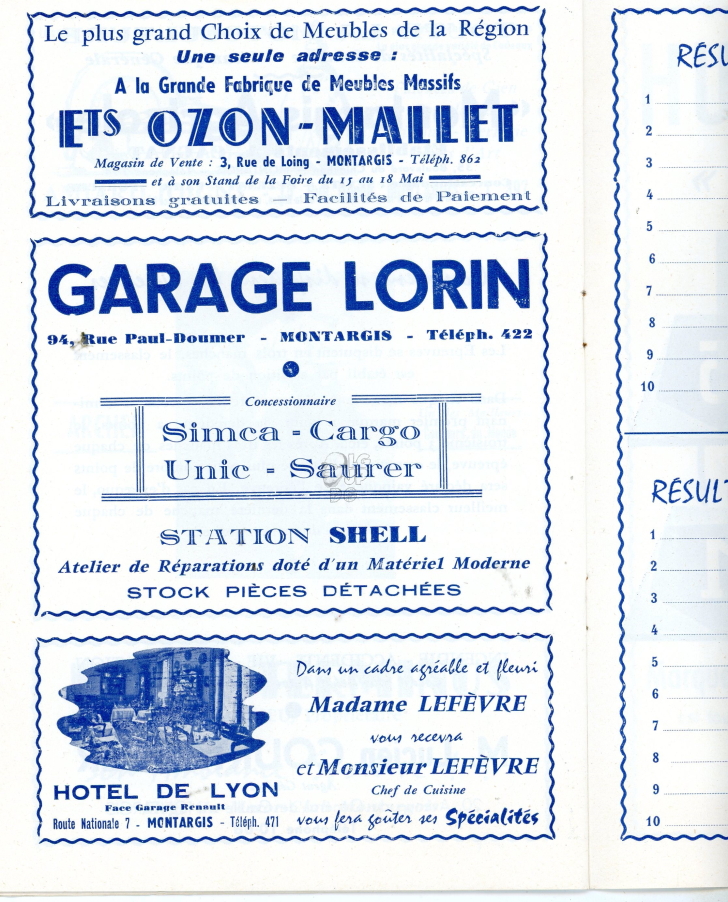 Le plus grand Choix de Meubles de la Région
Une seule adresse :
A la Grande Fabrique de Meubles Massifs
ETS OZON-MALLET
Magasin de Vente : 3, Rue de Loing - MONTARGIS - Téléph. 862
et à son Stand de la Foire du 15 au 18 Mai
Livraisons gratuites — Facilités de Paiement
GARAGE LORIN
94, Rue Paul-Doumer - MONTARGIS - Téléph. 422
Concessionnaire
Simca - Cargo
Unic - Saurer
STATION SHELL
Atelier de Réparations doté d'un Matériel Moderne
STOCK PIÈCES DÉTACHÉES
HOTEL DE LYON
Face Garage Renault
Route Nationale 7 - MONTARGIS - Téléph. 471
Dans un cadre agréable et fleuri
Madame LEFÈVRE
vous recevra
et Monsieur LEFÈVRE
Chef de Cuisine
vous fera goûter ses Spécialités
RÉSU
1
2
3
4
5
6
7
8
9
10
RÉSULT
1
2
3
4
5
6
7
8
9
10